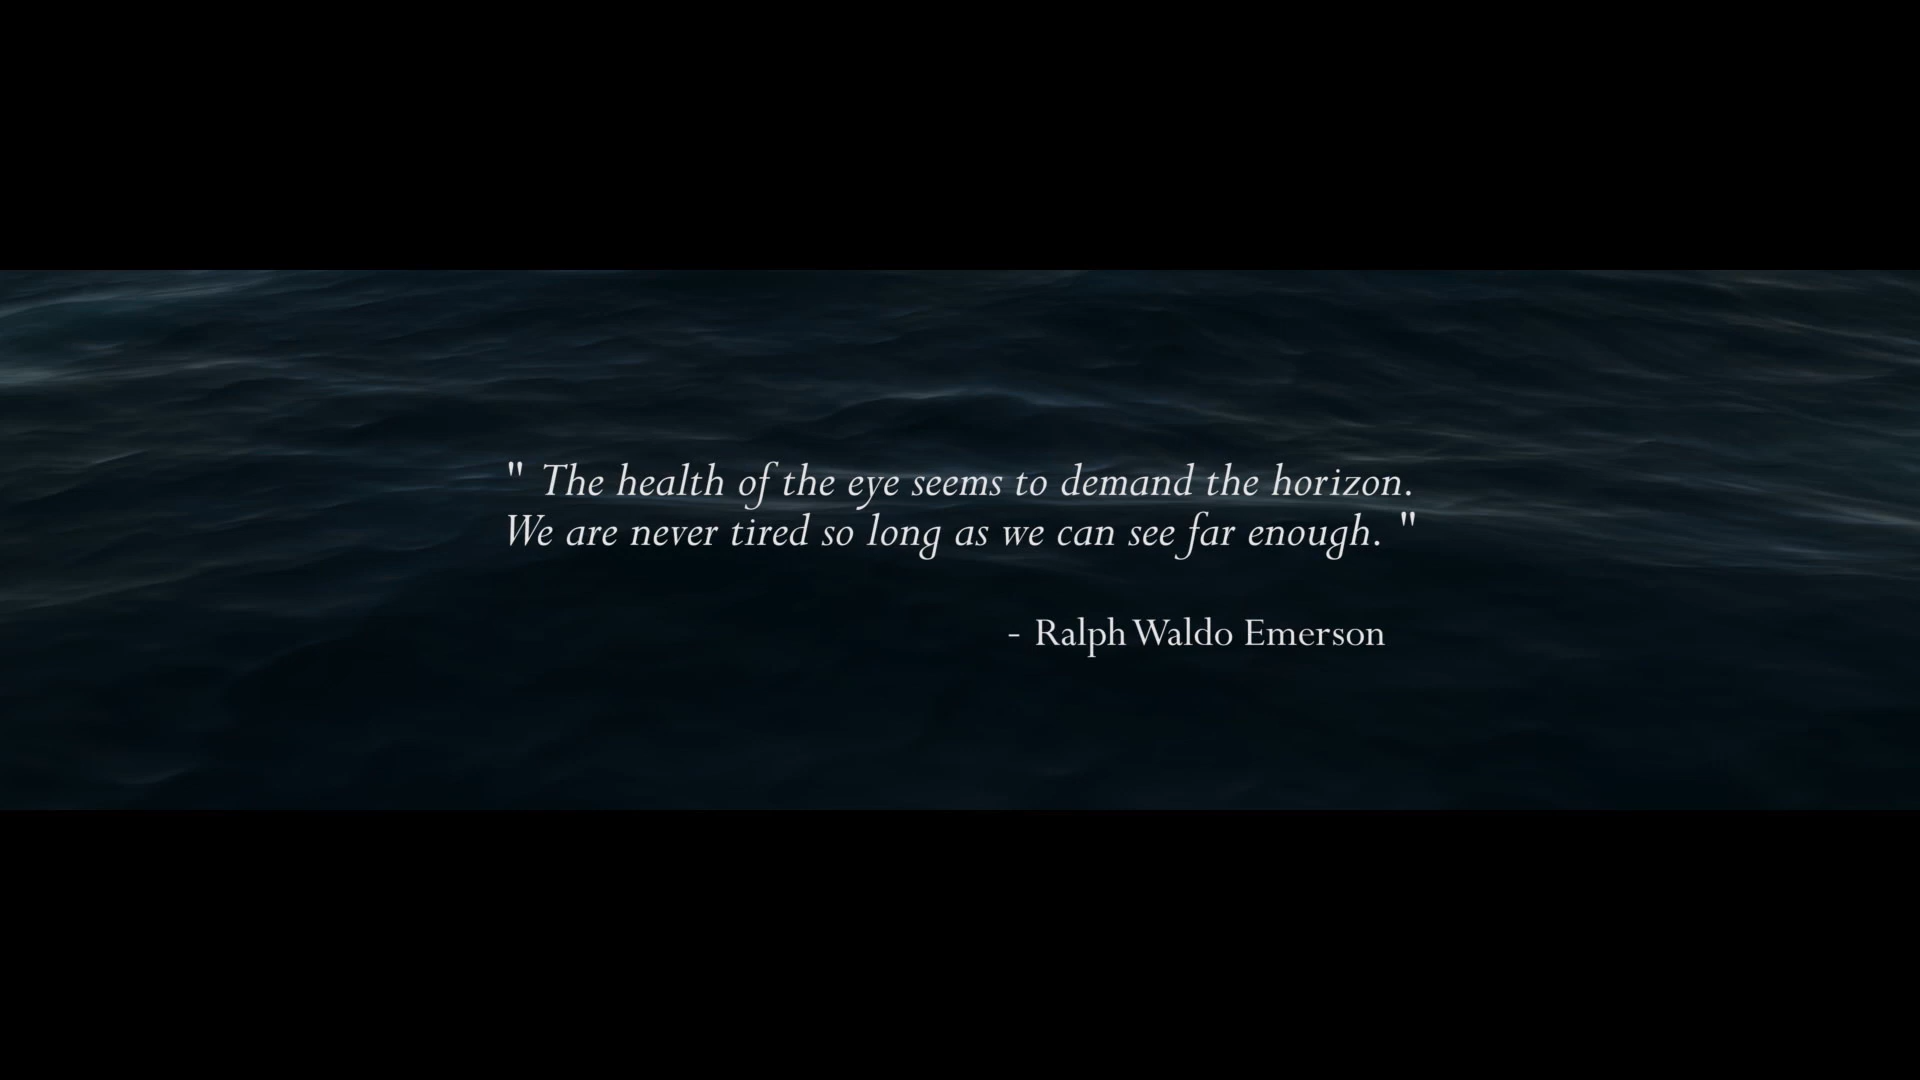 " The health of the eye seems to demand the horizon.
We are never tired so long as we can see far enough. "
- Ralph Waldo Emerson